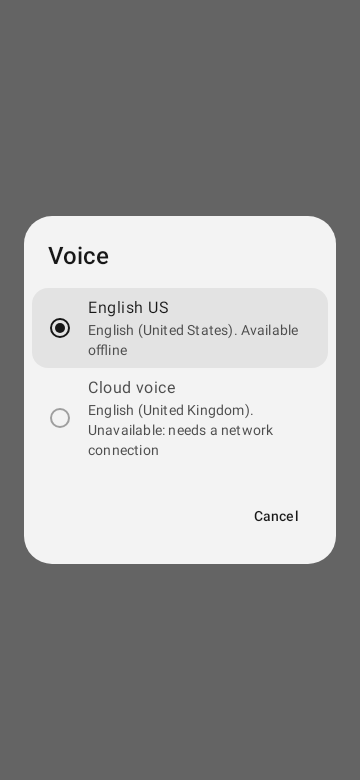 Voice
English US
English (United States). Available
offline
Cloud voice
English (United Kingdom).
Unavailable: needs a network
connection
Cancel